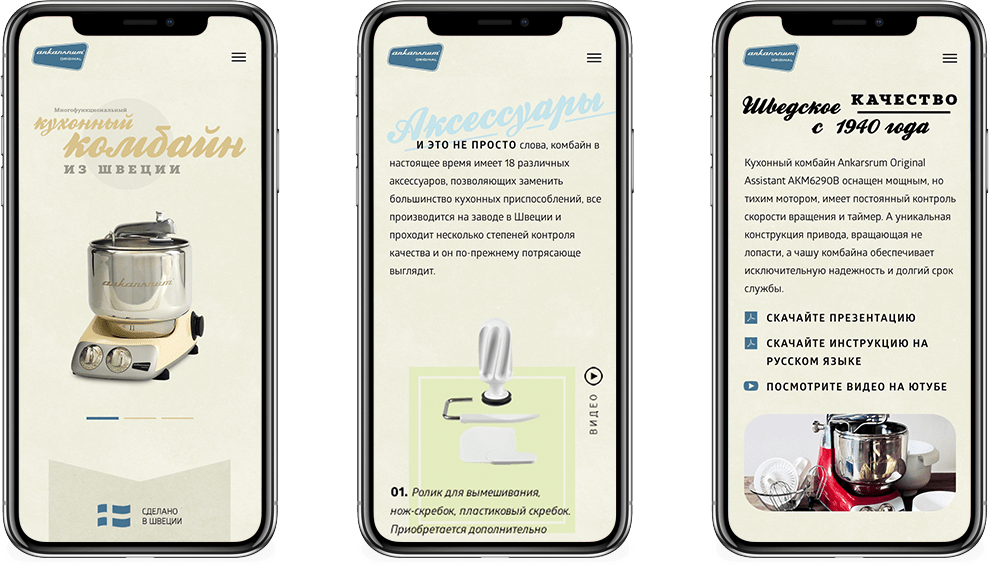 ankarsrum
ORIGINAL
Многофункциональный
кухонный
комбайн
ИЗ ШВЕЦИИ
ankarsrum
СДЕЛАНО
В ШВЕЦИИ
ankarsrum
ORIGINAL
Аксессуары
И ЭТО НЕ ПРОСТО слова, комбайн в
настоящее время имеет 18 различных
аксессуаров, позволяющих заменить
большинство кухонных приспособлений, все
производится на заводе в Швеции и
проходит несколько степеней контроля
качества и он по-прежнему потрясающе
выглядит.
ВИДЕО
01. Ролик для вымешивания,
нож-скребок, пластиковый скребок.
Приобретается дополнительно
ankarsrum
ORIGINAL
Шведское КАЧЕСТВО
с 1940 года
Кухонный комбайн Ankarsrum Original
Assistant AKM6290B оснащен мощным, но
тихим мотором, имеет постоянный контроль
скорости вращения и таймер. А уникальная
конструкция привода, вращающая не
лопасти, а чашу комбайна обеспечивает
исключительную надежность и долгий срок
службы.
СКАЧАЙТЕ ПРЕЗЕНТАЦИЮ
СКАЧАЙТЕ ИНСТРУКЦИЮ НА
РУССКОМ ЯЗЫКЕ
ПОСМОТРИТЕ ВИДЕО НА ЮТУБЕ